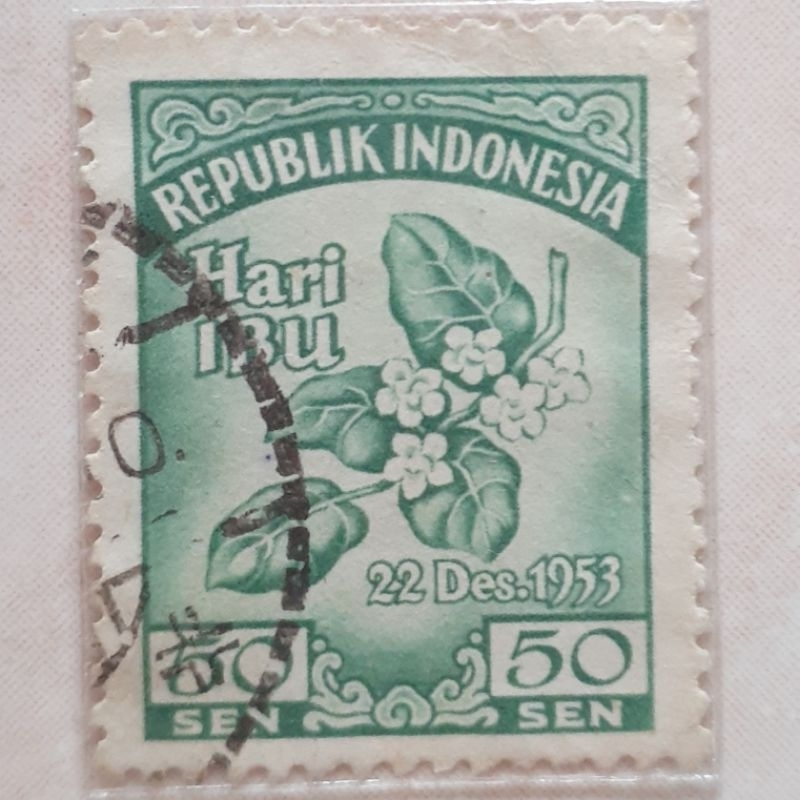 REPUBLIK INDONESIA
Hari
IBU
22 Des. 1953
50 50
SEN SEN